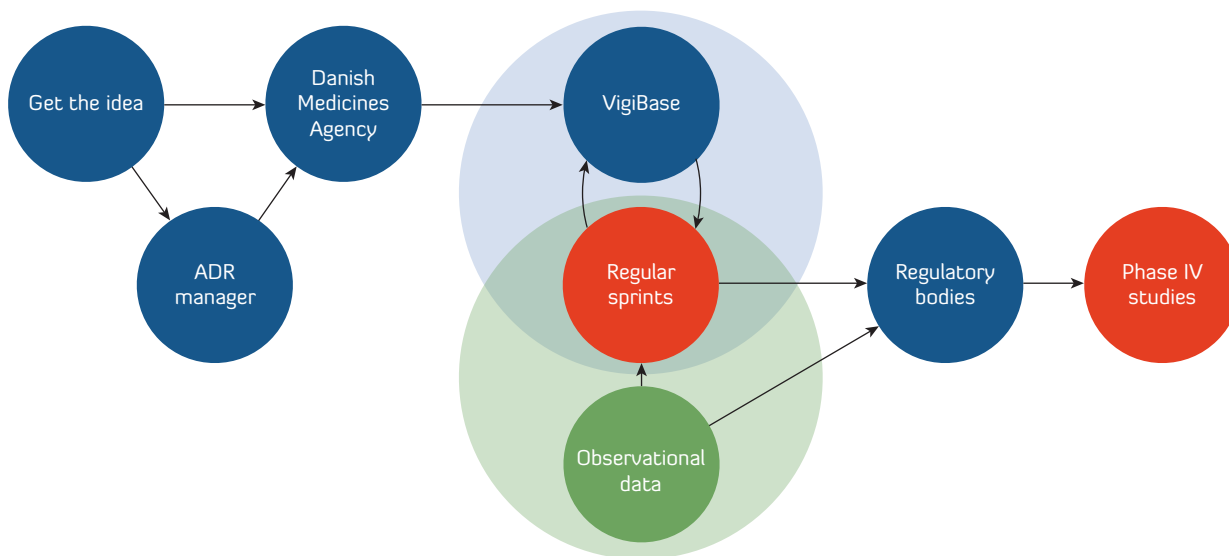 Get the idea
Danish
Medicines
Agency
VigiBase
ADR
manager
Regular
sprints
Regulatory
bodies
Phase IV
studies
Observational
data